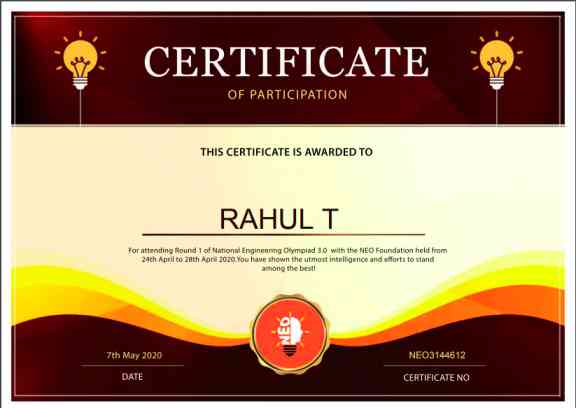 CERTIFICATE
OF PARTICIPATION
THIS CERTIFICATE IS AWARDED TO
RAHUL T
For attending Round 1 of National Engineering Olympiad 3.0 with the NEO Foundation held from
24th April to 28th April 2020.You have shown the utmost intelligence and efforts to stand
among the best!
NEO
7th May 2020
DATE
NEO3144612
CERTIFICATE NO